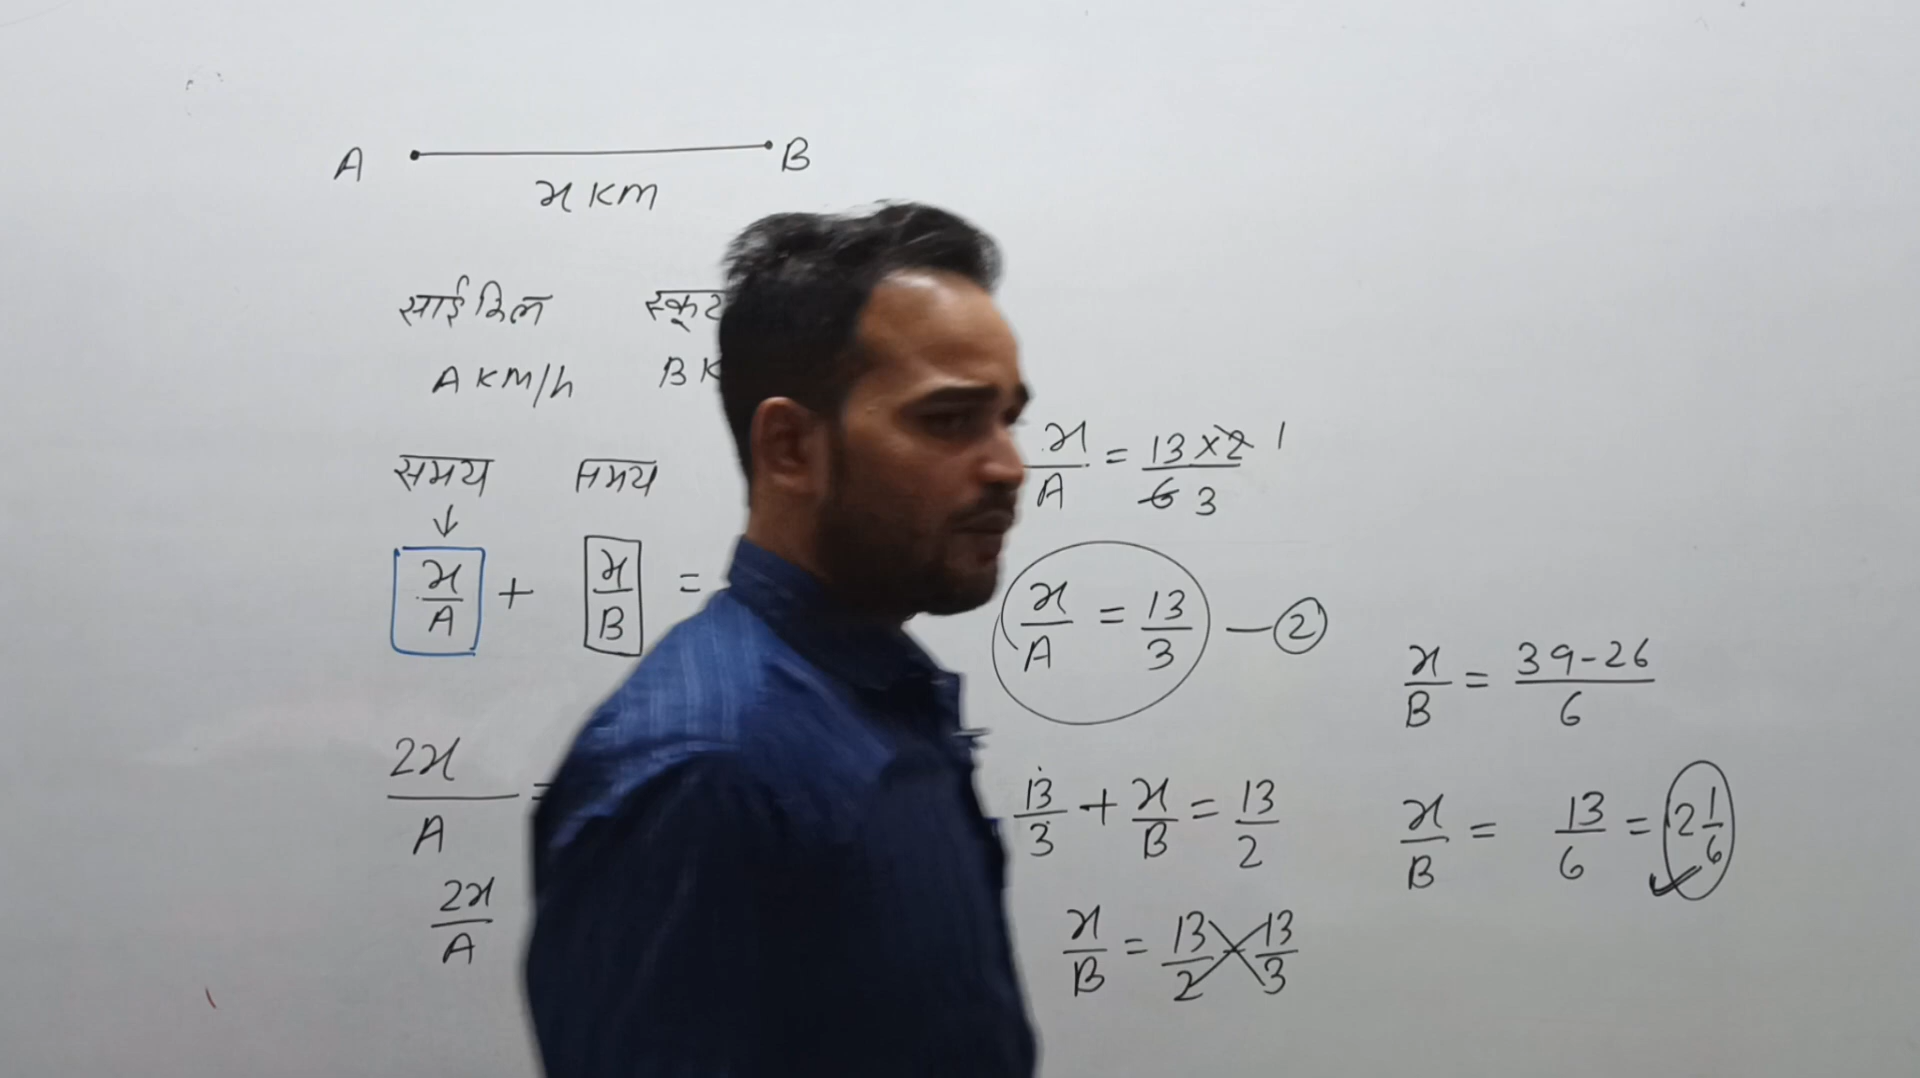 A B
x KM
साईकिल स्कूट
A KM/h B K
समय समय
↓
x/A + x/B =
2x/A =
2x/A
x/A = 13×2/6 1 3
x/A = 13/3 — ②
13/3 + x/B = 13/2
x/B = 13/2 - 13/3
x/B = 39-26/6
x/B = 13/6 = 2 1/6